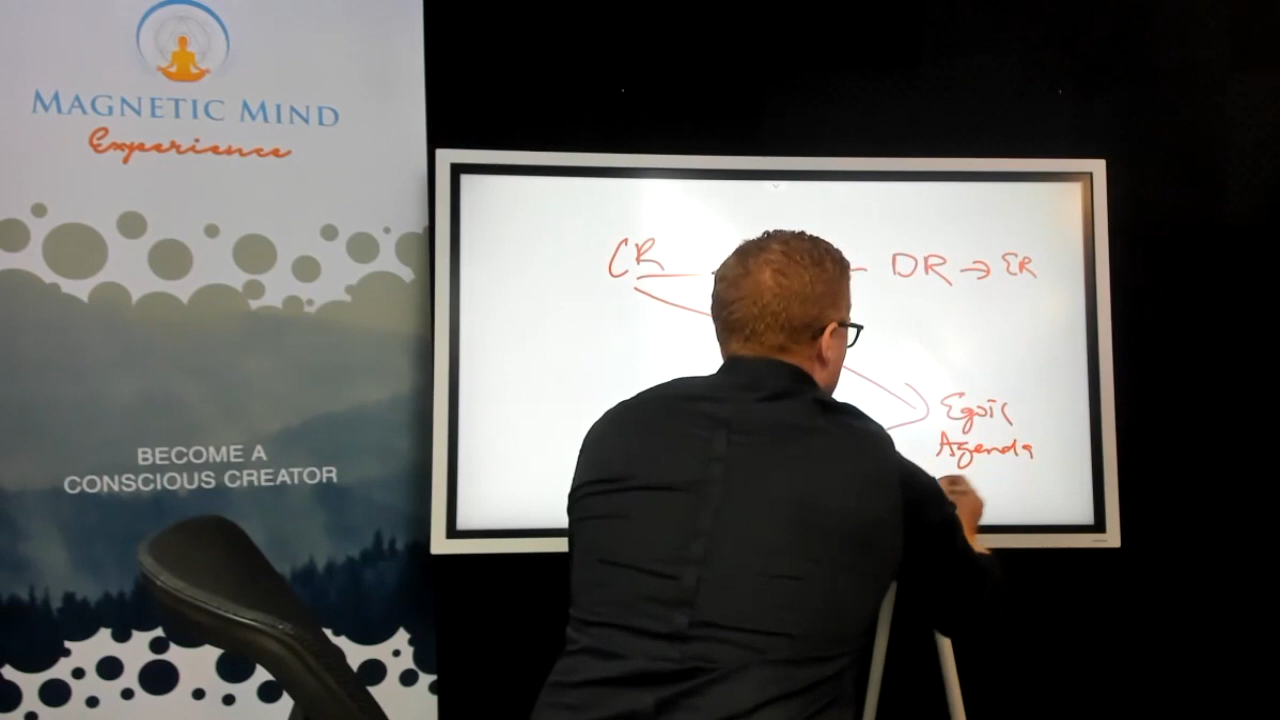 MAGNETIC MIND
Experience
BECOME A
CONSCIOUS CREATOR
CR DR → ER
Egoic
Agenda